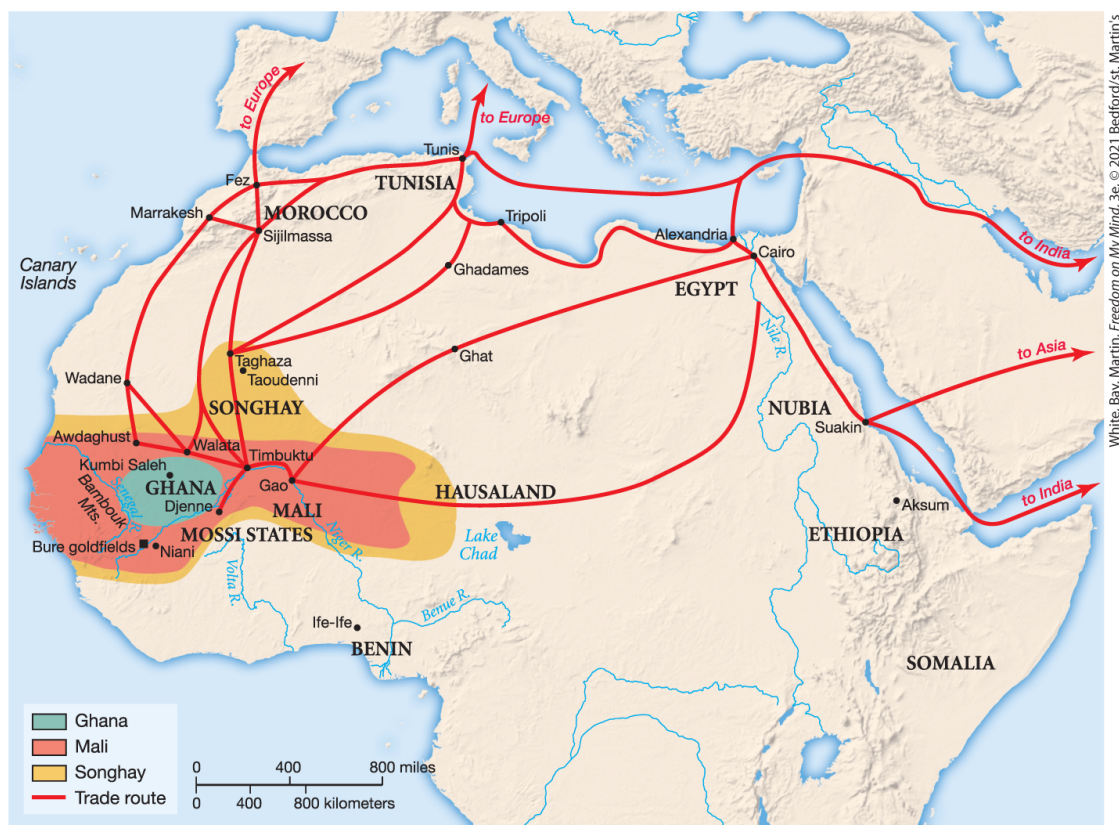 to Europe
to Europe
Tunis
TUNISIA
Fez
MOROCCO
Marrakesh
Sijilmassa
Tripoli
Alexandria
Cairo
to India
Canary
Islands
Ghadames
EGYPT
Nile R.
Ghat
Taghaza
Taoudenni
Wadane
SONGHAY
to Asia
NUBIA
Suakin
Awdaghust
Walata
Timbuktu
Kumbi Saleh
GHANA
Gao
HAUSALAND
to India
Senegal R.
Bambouk
Mts.
Djenne
MALI
Aksum
MOSSI STATES
ETHIOPIA
Bure goldfields
Niani
Niger R.
Lake
Chad
Volta R.
Benue R.
Ife-Ife
BENIN
SOMALIA
Ghana
Mali
Songhay
Trade route
0 400 800 miles
0 400 800 kilometers
White, Bay, Martin, Freedom on My Mind, 3e, © 2021 Bedford/st. Martin's